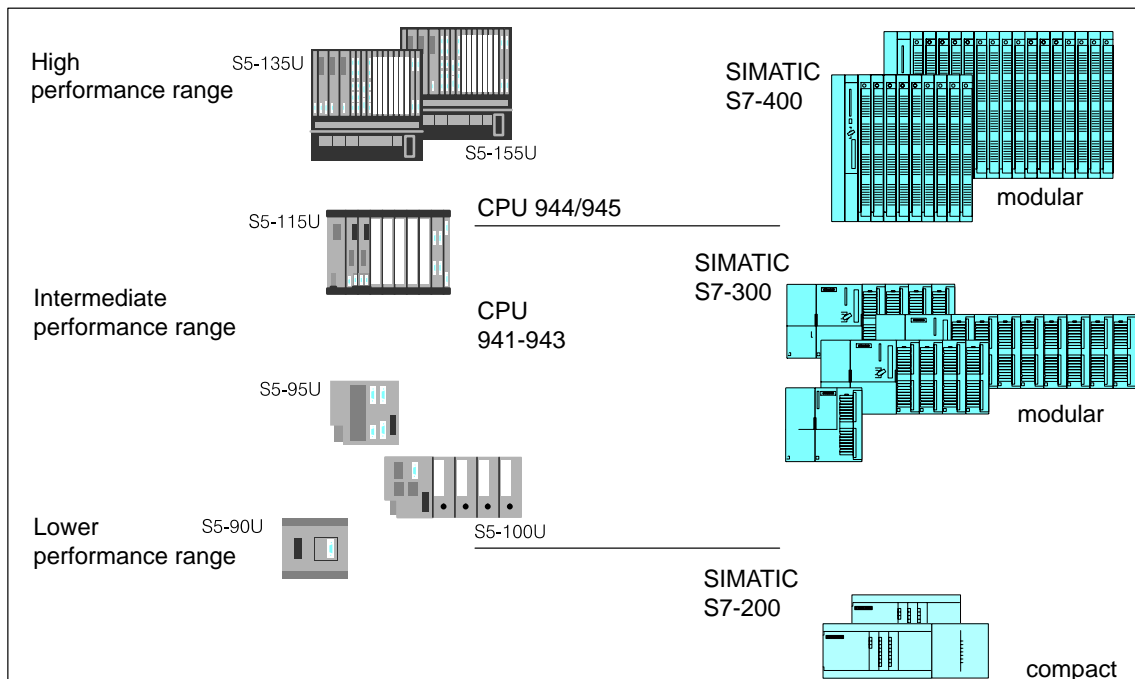 High
performance range
S5-135U
S5-155U
SIMATIC
S7-400
modular
S5-115U
CPU 944/945
Intermediate
performance range
CPU
941-943
SIMATIC
S7-300
modular
S5-95U
S5-100U
Lower
performance range
S5-90U
SIMATIC
S7-200
compact